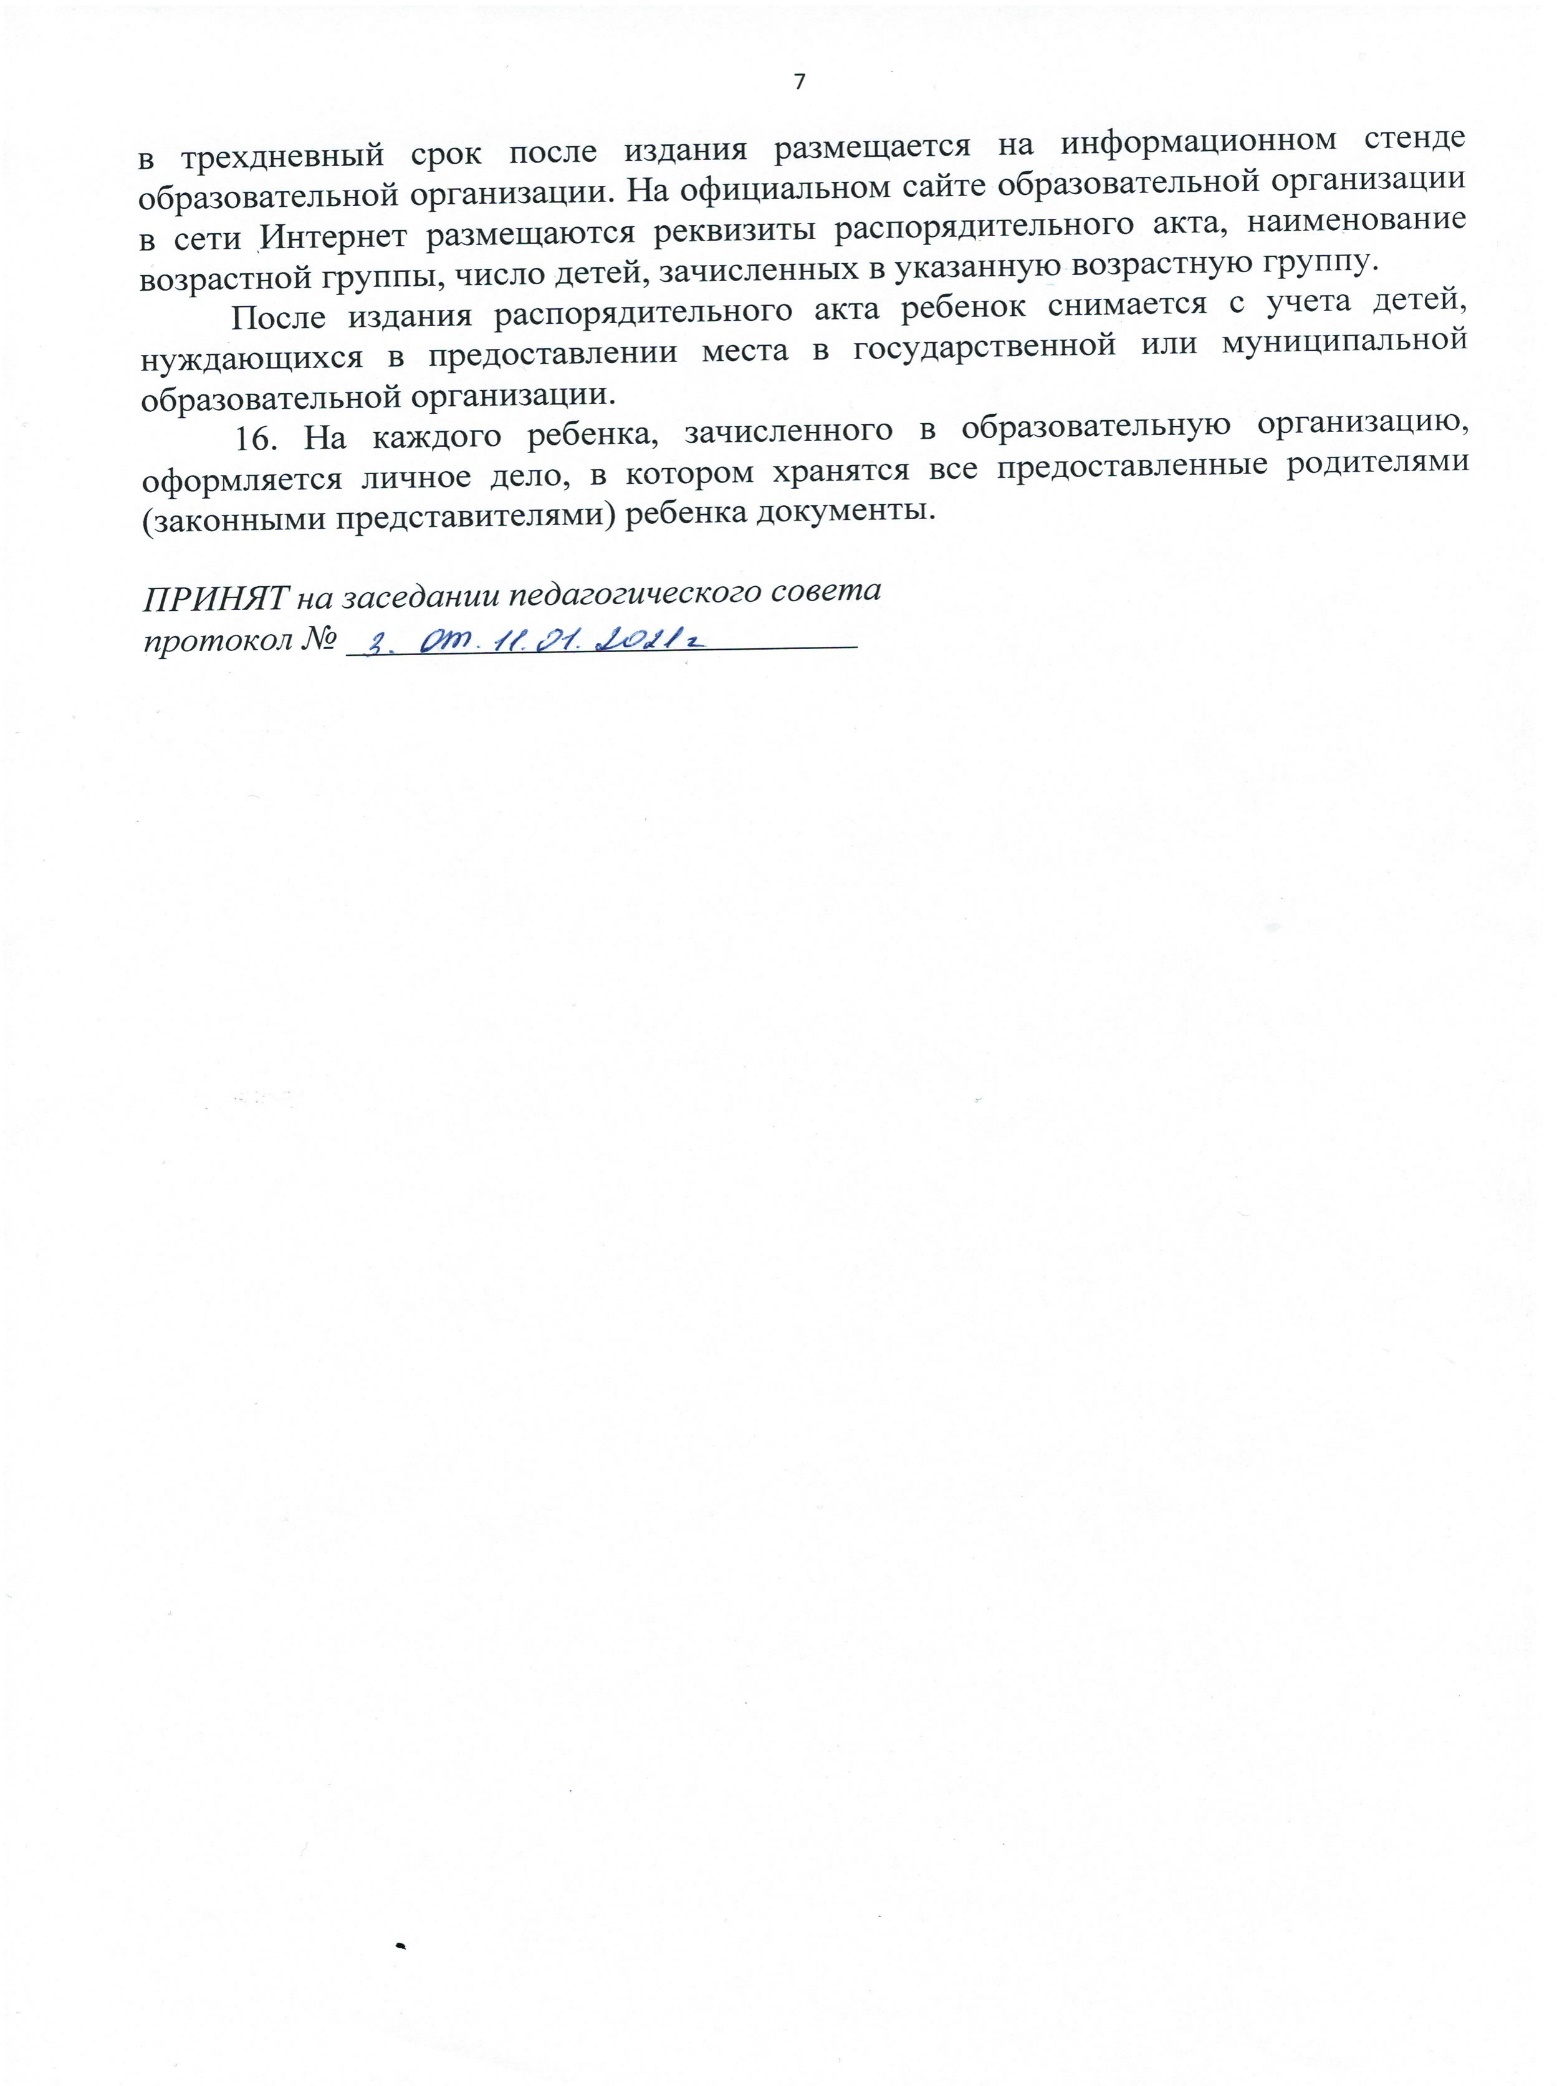 7
в трехдневный срок после издания размещается на информационном стенде
образовательной организации. На официальном сайте образовательной организации
в сети Интернет размещаются реквизиты распорядительного акта, наименование
возрастной группы, число детей, зачисленных в указанную возрастную группу.
После издания распорядительного акта ребенок снимается с учета детей,
нуждающихся в предоставлении места в государственной или муниципальной
образовательной организации.
16. На каждого ребенка, зачисленного в образовательную организацию,
оформляется личное дело, в котором хранятся все предоставленные родителями
(законными представителями) ребенка документы.
ПРИНЯТ на заседании педагогического совета
протокол № 3. от. 11.01.2021г